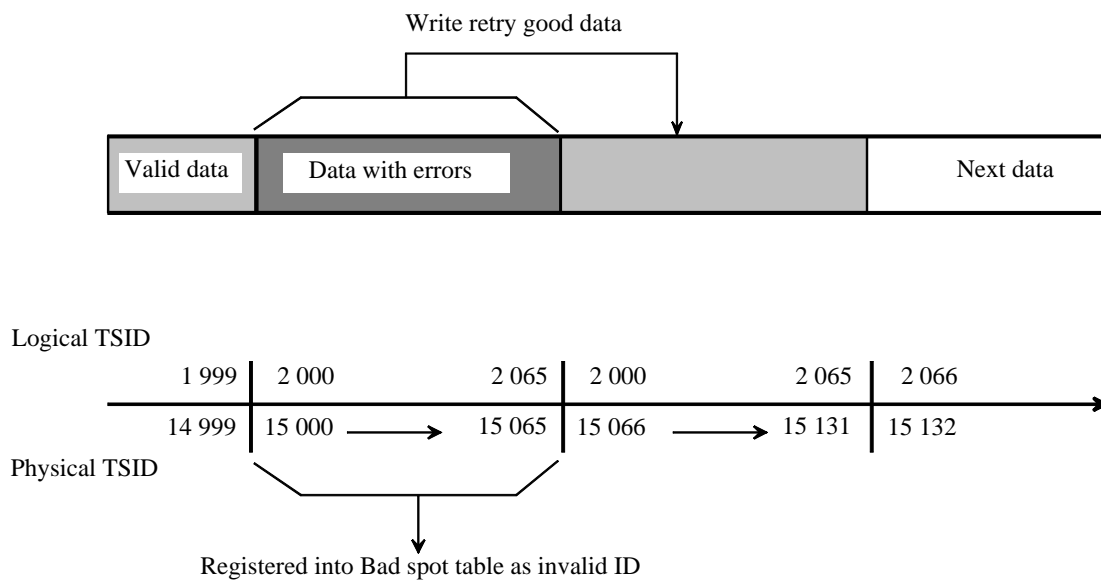 Write retry good data
Valid data Data with errors Next data
Logical TSID
1 999 2 000 2 065 2 000 2 065 2 066
14 999 15 000 15 065 15 066 15 131 15 132
Physical TSID
Registered into Bad spot table as invalid ID